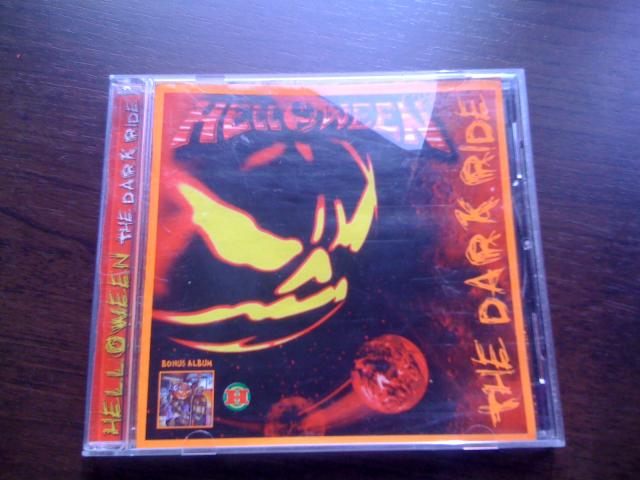 HELLOWEEN THE DARK RIDE
HELLOWEEN
THE DARK RIDE
BONUS ALBUM
H